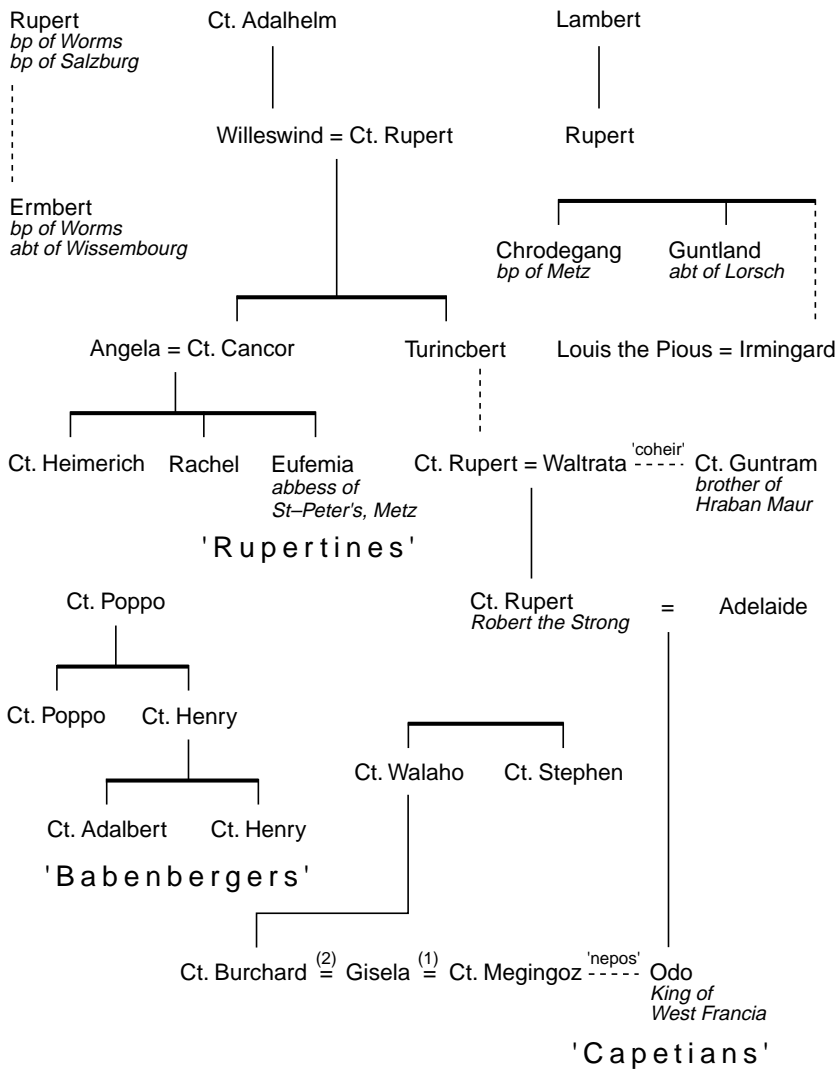 Rupert
bp of Worms
bp of Salzburg
Ct. Adalhelm
Lambert
Willeswind = Ct. Rupert
Rupert
Ermbert
bp of Worms
abt of Wissembourg
Chrodegang
bp of Metz
Guntland
abt of Lorsch
Angela = Ct. Cancor
Turincbert
Louis the Pious = Irmingard
Ct. Heimerich
Rachel
Eufemia
abbess of
St–Peter's, Metz
Ct. Rupert = Waltrata
'coheir'
Ct. Guntram
brother of
Hraban Maur
'Rupertines'
Ct. Poppo
Ct. Rupert
Robert the Strong
=
Adelaide
Ct. Poppo
Ct. Henry
Ct. Walaho
Ct. Stephen
Ct. Adalbert
Ct. Henry
'Babenbergers'
Ct. Burchard (2) = Gisela (1) = Ct. Megingoz 'nepos' Odo
King of
West Francia
'Capetians'